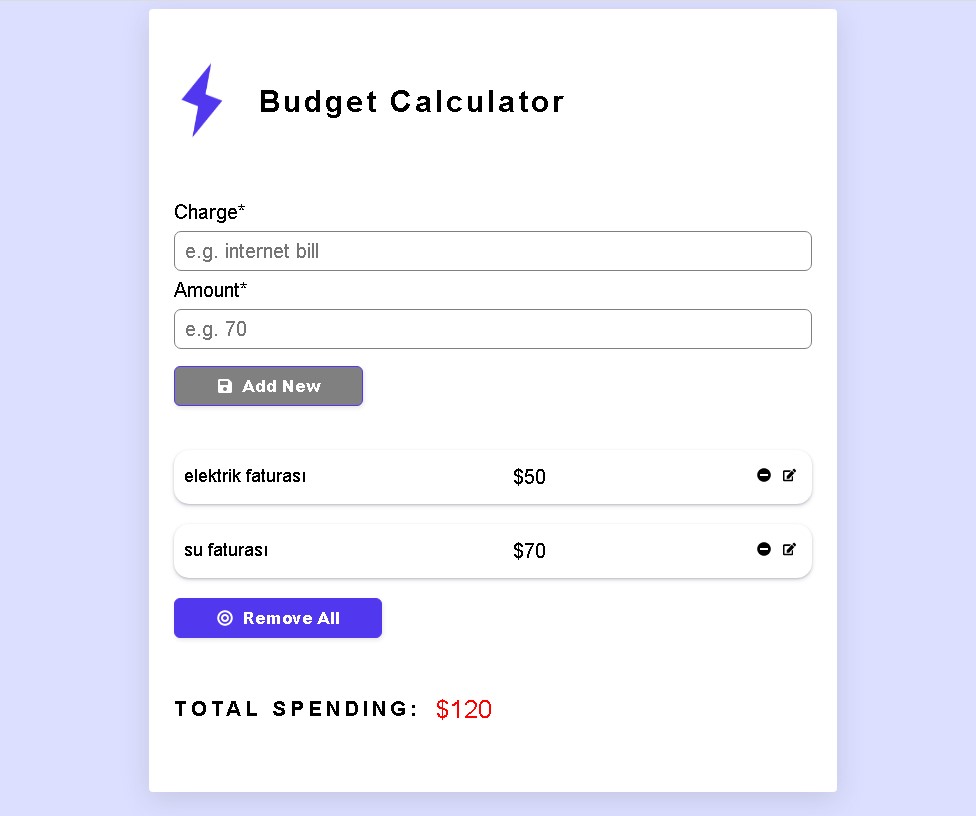 Budget Calculator
Charge*
e.g. internet bill
Amount*
e.g. 70
Add New
elektrik faturası $50
su faturası $70
Remove All
TOTAL SPENDING: $120